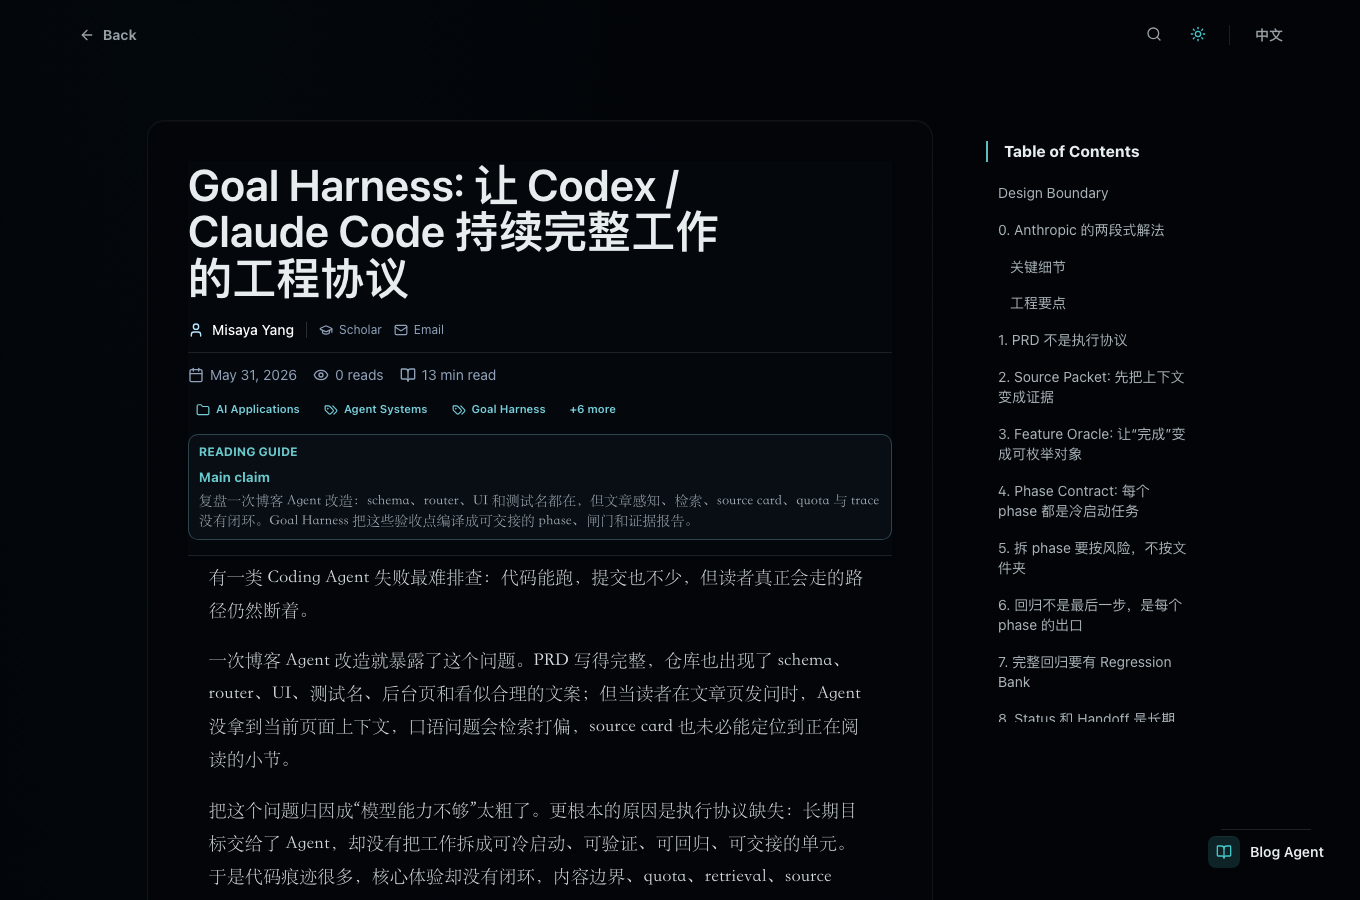 Back
中文
Goal Harness: 让 Codex /
Claude Code 持续完整工作
的工程协议
Misaya Yang
Scholar
Email
May 31, 2026
0 reads
13 min read
AI Applications
Agent Systems
Goal Harness
+6 more
READING GUIDE
Main claim
复盘一次博客 Agent 改造：schema、router、UI 和测试名都在，但文章感知、检索、source card、quota 与 trace
没有闭环。Goal Harness 把这些验收点编译成可交接的 phase、闸门和证据报告。
有一类 Coding Agent 失败最难排查：代码能跑，提交也不少，但读者真正会走的路
径仍然断着。
一次博客 Agent 改造就暴露了这个问题。PRD 写得完整，仓库也出现了 schema、
router、UI、测试名、后台页和看似合理的文案；但当读者在文章页发问时，Agent
没拿到当前页面上下文，口语问题会检索打偏，source card 也未必能定位到正在阅
读的小节。
把这个问题归因成“模型能力不够”太粗了。更根本的原因是执行协议缺失：长期目
标交给了 Agent，却没有把工作拆成可冷启动、可验证、可回归、可交接的单元。
于是代码痕迹很多，核心体验却没有闭环，内容边界、quota、retrieval、source
Table of Contents
Design Boundary
0. Anthropic 的两段式解法
关键细节
工程要点
1. PRD 不是执行协议
2. Source Packet: 先把上下文
变成证据
3. Feature Oracle: 让“完成”变
成可枚举对象
4. Phase Contract: 每个
phase 都是冷启动任务
5. 拆 phase 要按风险，不按文
件夹
6. 回归不是最后一步，是每个
phase 的出口
7. 完整回归要有 Regression
Bank
8. Status 和 Handoff 是长期
Blog Agent